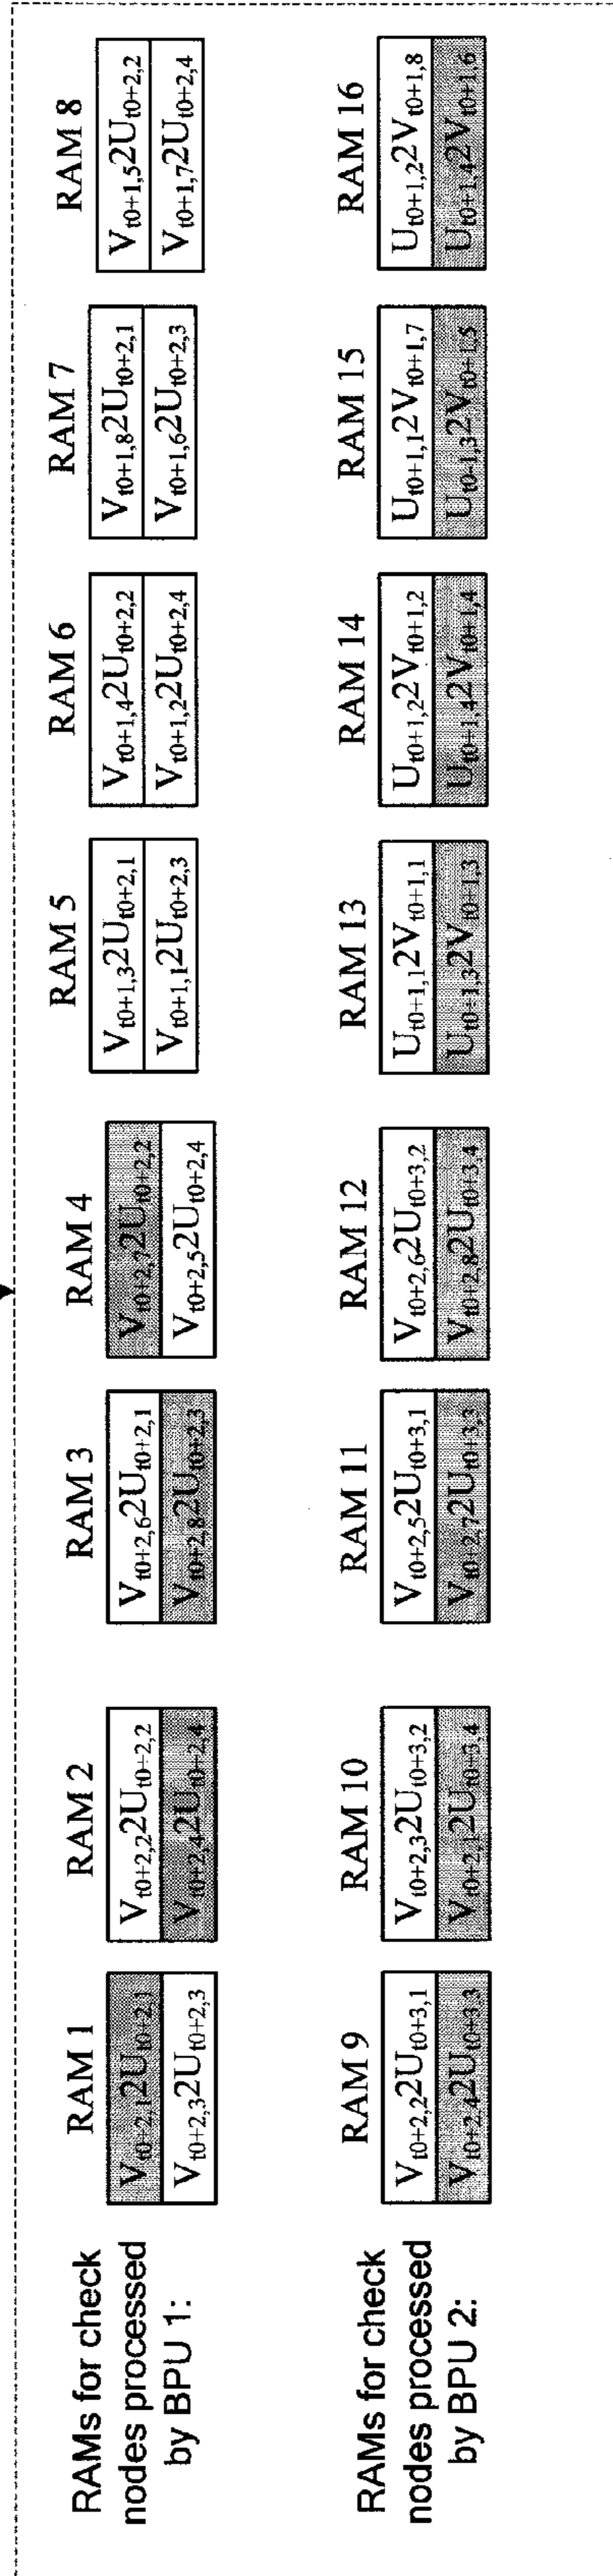 RAMs for check
nodes processed
by BPU 1:
RAM 1
Vt0+2,12Ut0+2,1
Vt0+2,32Ut0+2,3
RAM 2
Vt0+2,22Ut0+2,2
Vt0+2,42Ut0+2,4
RAM 3
Vt0+2,62Ut0+2,1
Vt0+2,82Ut0+2,3
RAM 4
Vt0+2,72Ut0+2,2
Vt0+2,52Ut0+2,4
RAM 5
Vt0+1,32Ut0+2,1
Vt0+1,12Ut0+2,3
RAM 6
Vt0+1,42Ut0+2,2
Vt0+1,22Ut0+2,4
RAM 7
Vt0+1,82Ut0+2,1
Vt0+1,62Ut0+2,3
RAM 8
Vt0+1,52Ut0+2,2
Vt0+1,72Ut0+2,4
RAMs for check
nodes processed
by BPU 2:
RAM 9
Vt0+2,22Ut0+3,1
Vt0+2,42Ut0+3,3
RAM 10
Vt0+2,32Ut0+3,2
Vt0+2,12Ut0+3,4
RAM 11
Vt0+2,52Ut0+3,1
Vt0+2,72Ut0+3,3
RAM 12
Vt0+2,62Ut0+3,2
Vt0+2,82Ut0+3,4
RAM 13
Ut0+1,12Vt0+1,1
Ut0+1,32Vt0+1,3
RAM 14
Ut0+1,22Vt0+1,2
Ut0+1,42Vt0+1,4
RAM 15
Ut0+1,12Vt0+1,7
Ut0-1,32Vt0+1,5
RAM 16
Ut0+1,22Vt0+1,8
Ut0+1,42Vt0+1,6